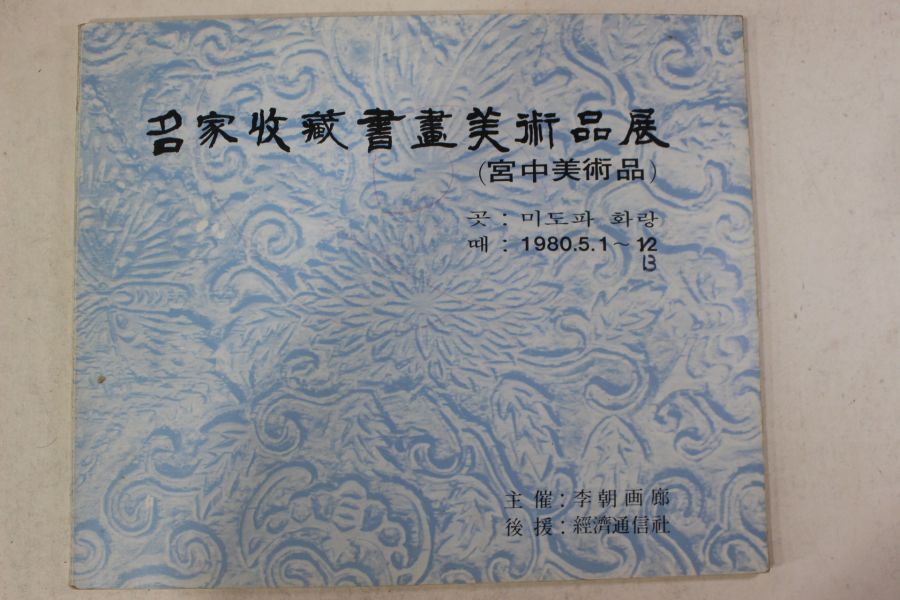 名家收藏書畫美術品展
(宮中美術品)
곳 : 미도파 화랑
때 : 1980.5.1~12
13
主 催 : 李朝画廊
後 援 : 經濟通信社